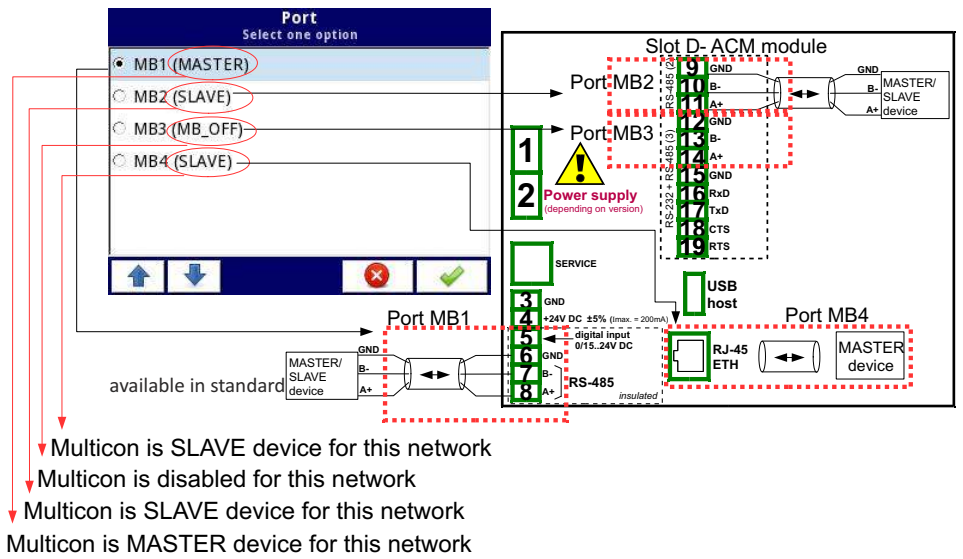 Port
Select one option
MB1 (MASTER)
MB2 (SLAVE)
MB3 (MB_OFF)
MB4 (SLAVE)
Slot D- ACM module
Port MB2
RS-485 (2)
9 GND
10 B-
11 A+
GND
B-
A+
MASTER/
SLAVE
device
Port MB3
RS-232 + RS-485 (3)
12 GND
13 B-
14 A+
15 GND
16 RxD
17 TxD
18 CTS
19 RTS
1
2
Power supply
(depending on version)
SERVICE
USB
host
3 GND
4 +24V DC ±5% (Imax. = 200mA)
5 digital input
0/15..24V DC
6 GND
7 B-
8 A+
RS-485
insulated
Port MB1
GND
B-
A+
MASTER/
SLAVE
device
available in standard
Port MB4
RJ-45
ETH
MASTER
device
Multicon is SLAVE device for this network
Multicon is disabled for this network
Multicon is SLAVE device for this network
Multicon is MASTER device for this network